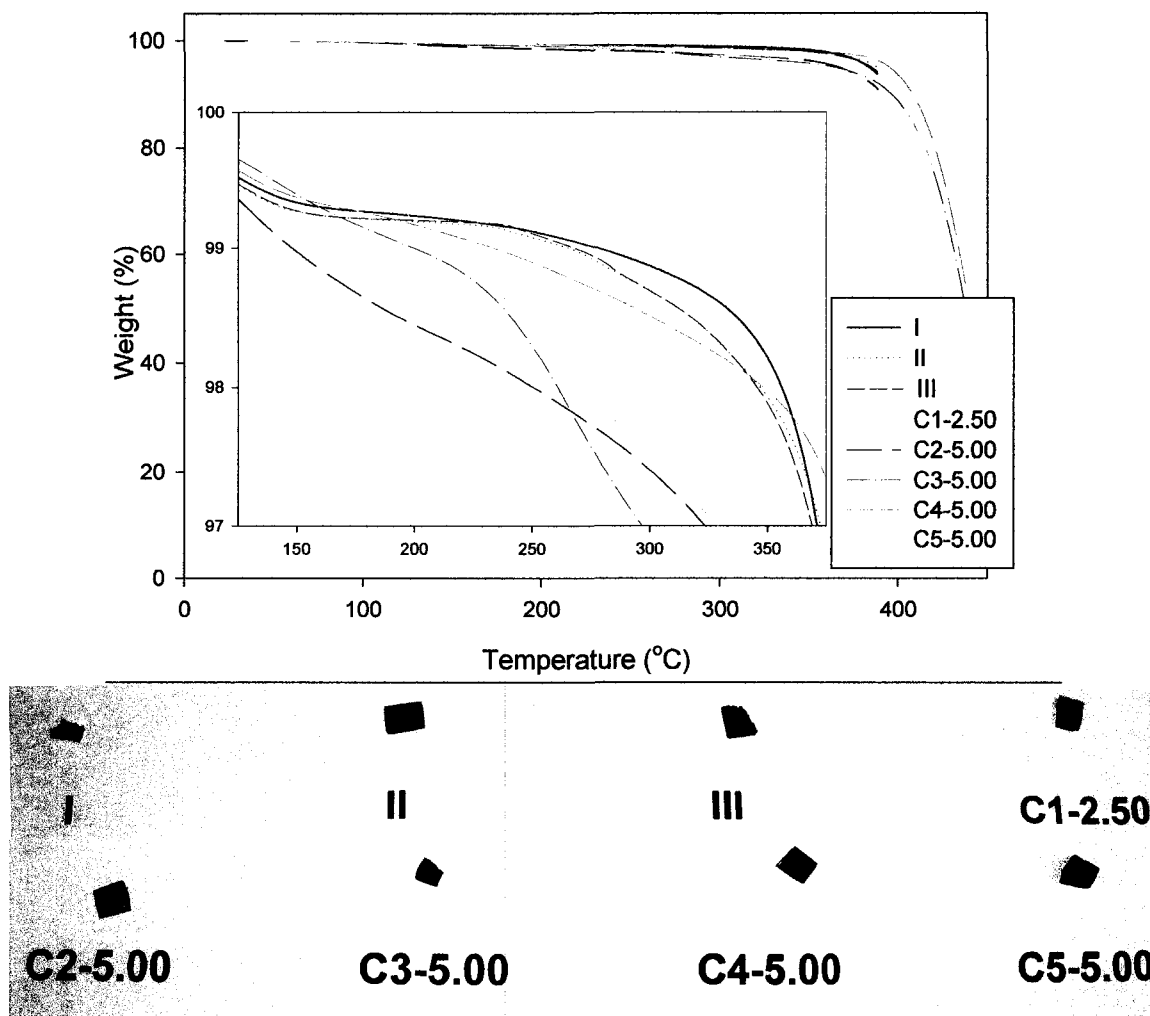 100
80
60
40
20
0
Weight (%)
100
99
98
97
150 200 250 300 350
I
II
III
C1-2.50
C2-5.00
C3-5.00
C4-5.00
C5-5.00
0 100 200 300 400
Temperature (°C)
I II III C1-2.50
C2-5.00 C3-5.00 C4-5.00 C5-5.00